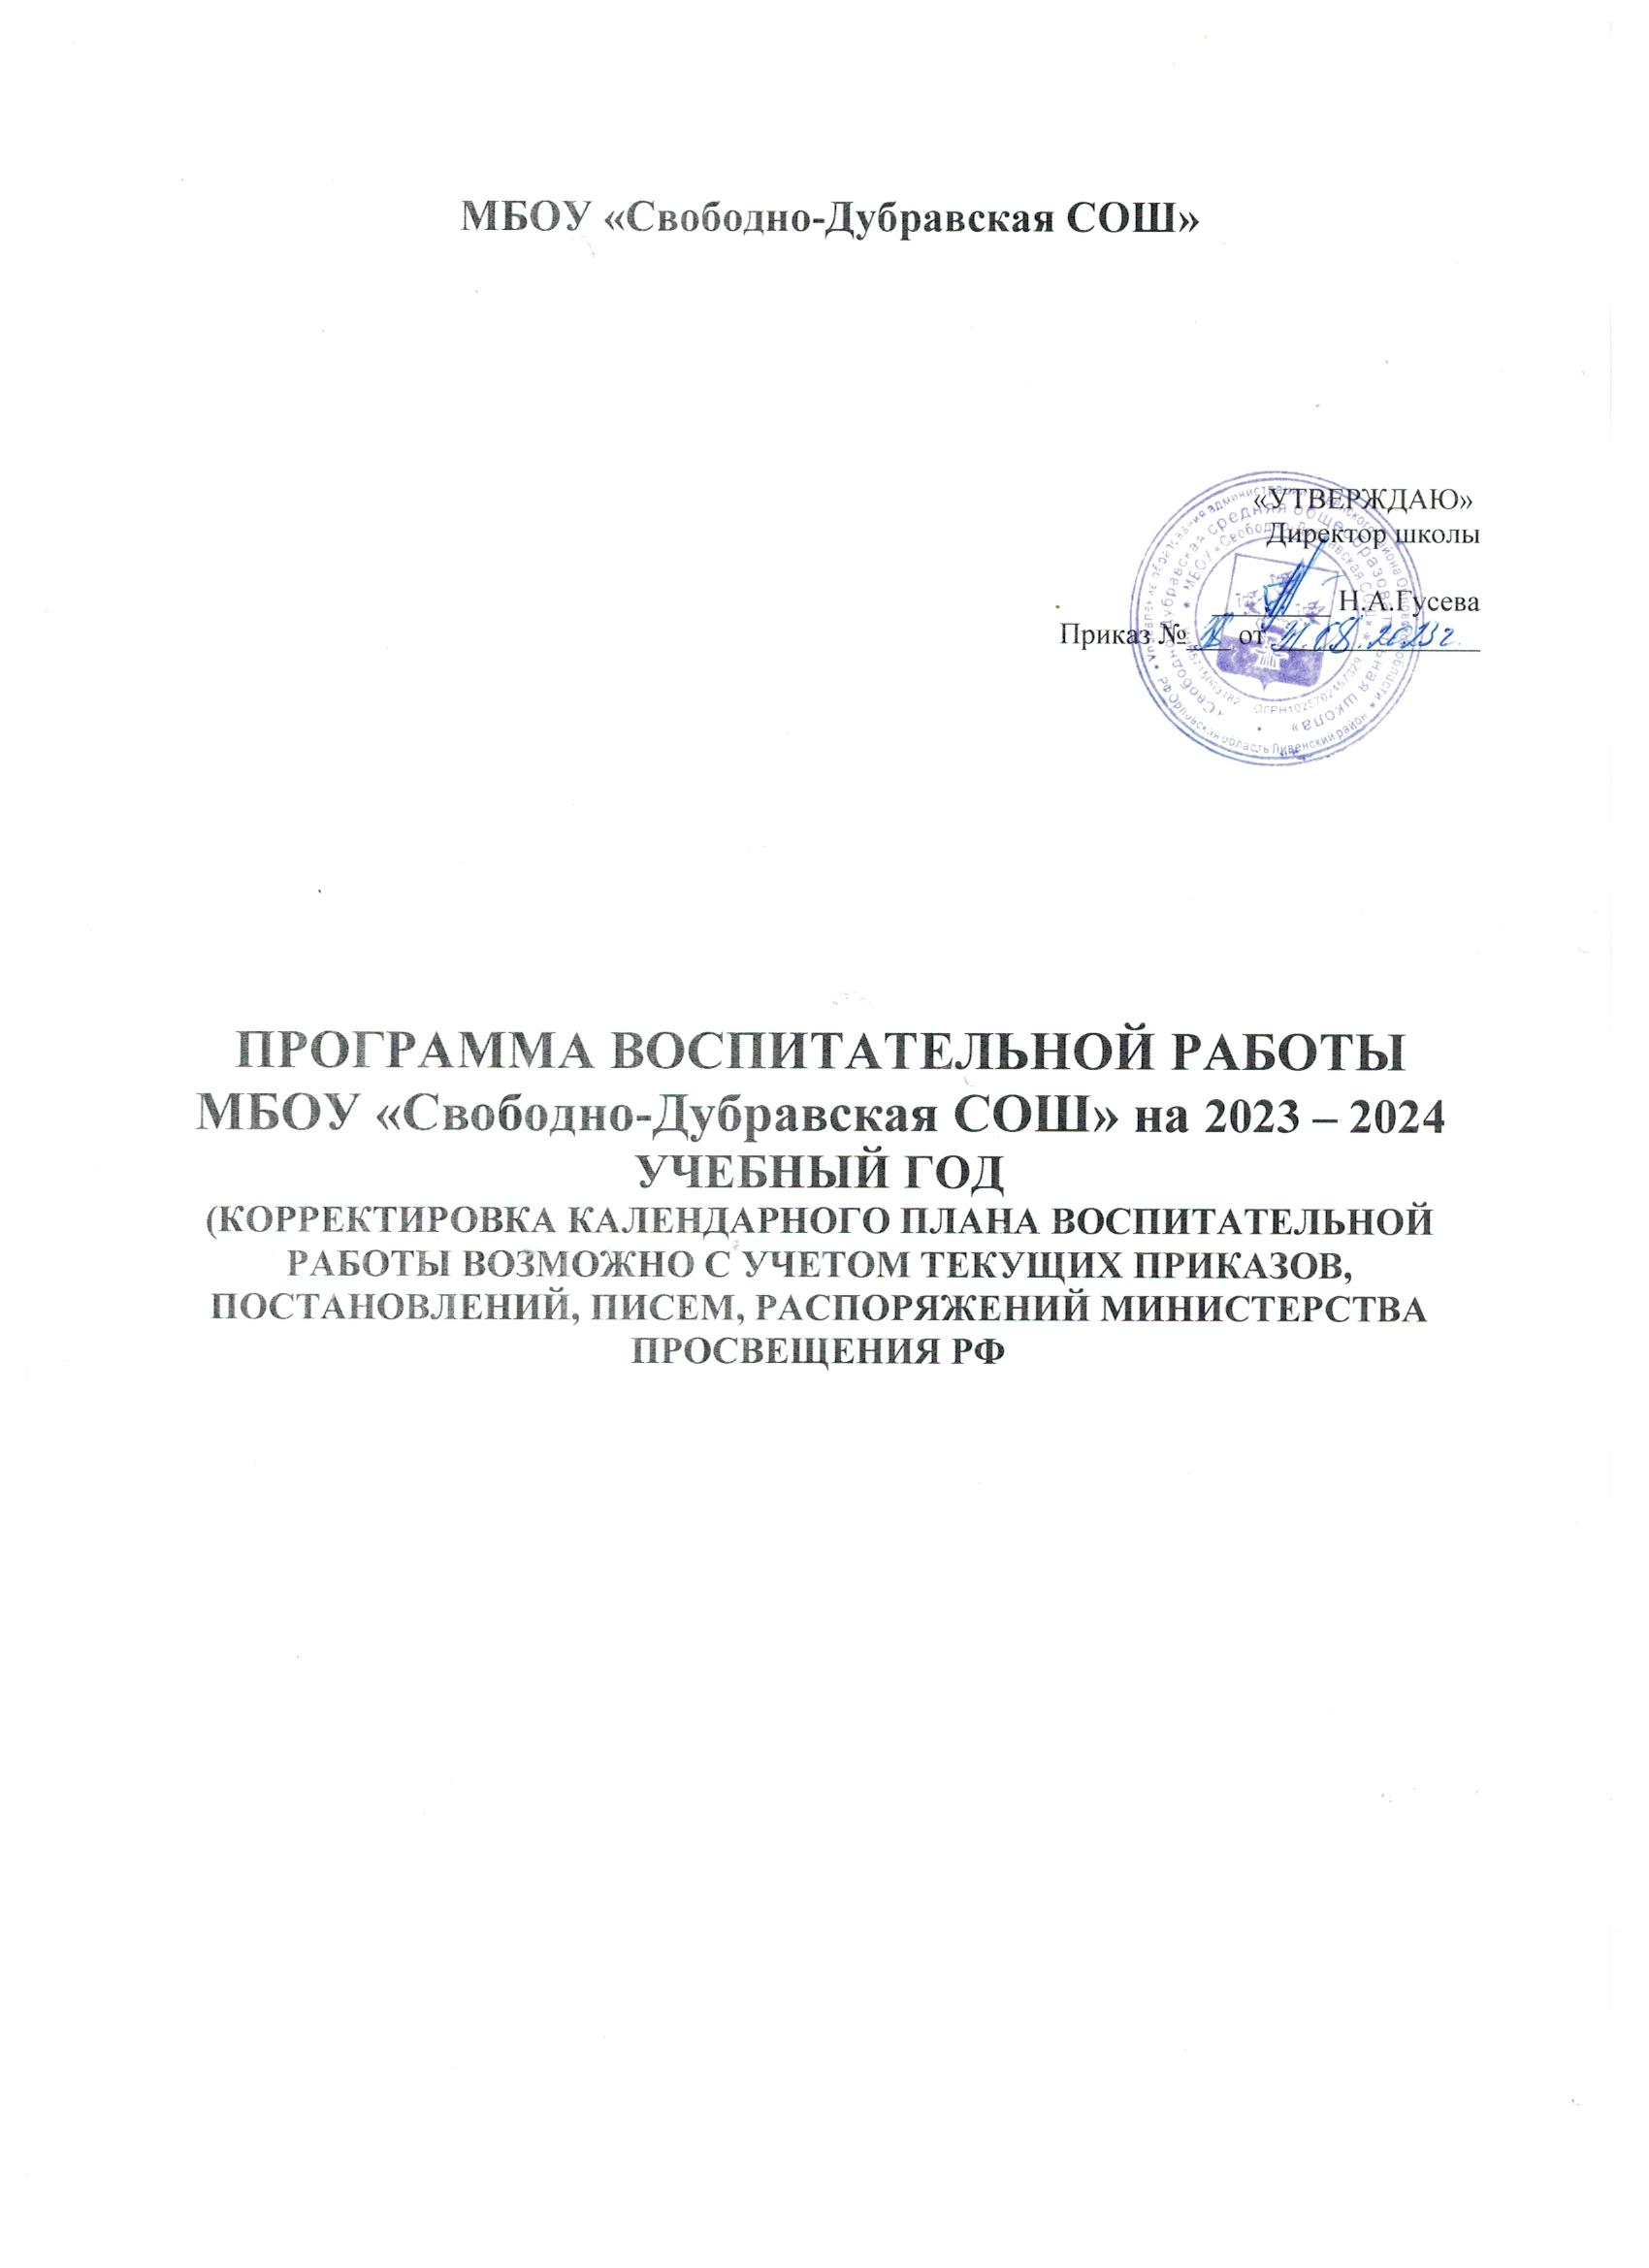 МБОУ «Свободно-Дубравская СОШ»
«УТВЕРЖДАЮ»
Директор школы
Н.А.Гусева
Приказ № от .08.2023г.
ПРОГРАММА ВОСПИТАТЕЛЬНОЙ РАБОТЫ
МБОУ «Свободно-Дубравская СОШ» на 2023 – 2024
УЧЕБНЫЙ ГОД
(КОРРЕКТИРОВКА КАЛЕНДАРНОГО ПЛАНА ВОСПИТАТЕЛЬНОЙ
РАБОТЫ ВОЗМОЖНО С УЧЕТОМ ТЕКУЩИХ ПРИКАЗОВ,
ПОСТАНОВЛЕНИЙ, ПИСЕМ, РАСПОРЯЖЕНИЙ МИНИСТЕРСТВА
ПРОСВЕЩЕНИЯ РФ